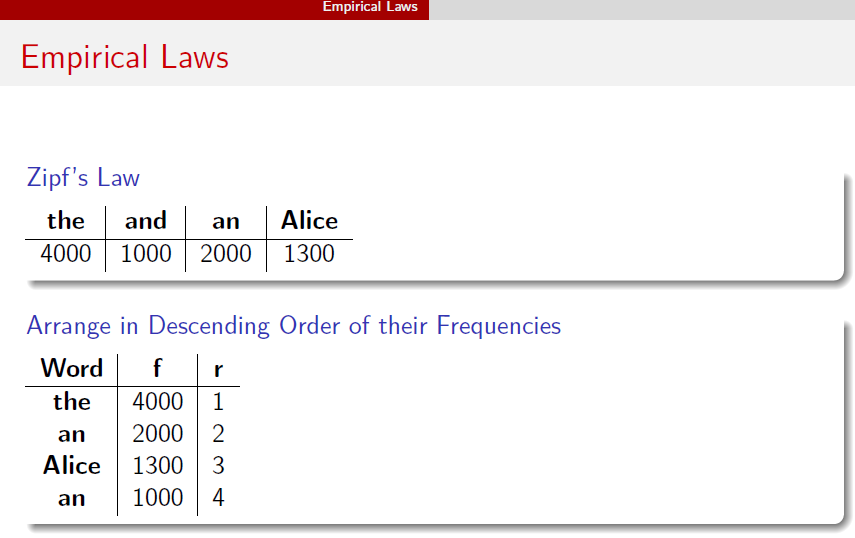 Empirical Laws
Empirical Laws
Zipf's Law
the and an Alice
4000 1000 2000 1300
Arrange in Descending Order of their Frequencies
Word f r
the 4000 1
an 2000 2
Alice 1300 3
an 1000 4